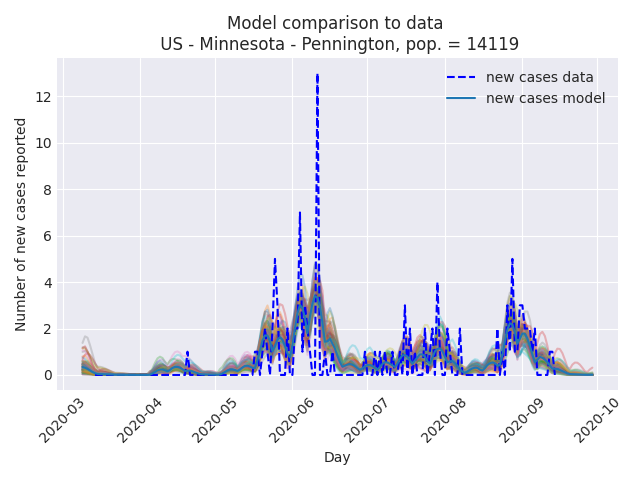 Model comparison to data
US - Minnesota - Pennington, pop. = 14119
new cases data
new cases model
Number of new cases reported
12
10
8
6
4
2
0
2020-03
2020-04
2020-05
2020-06
2020-07
2020-08
2020-09
2020-10
Day